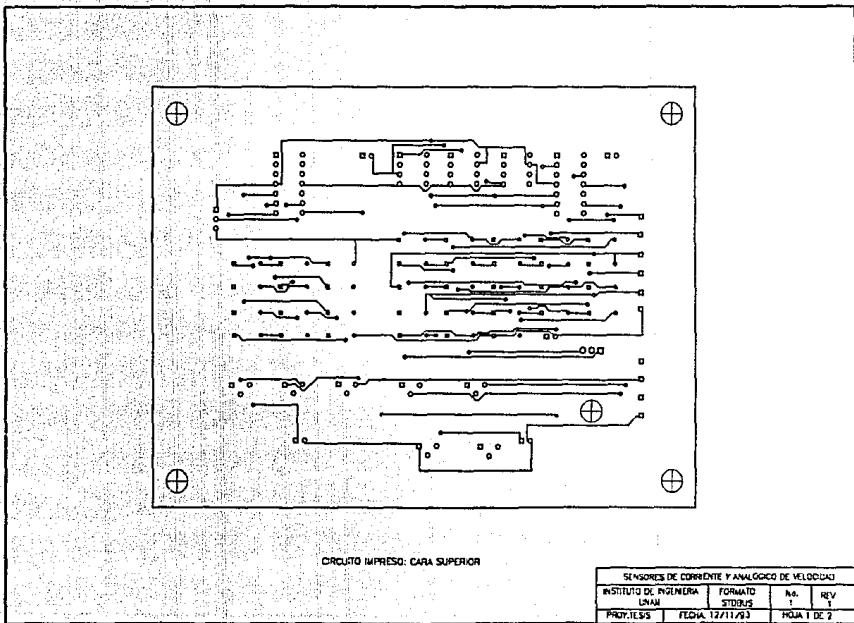 CIRCUITO IMPRESO: CARA SUPERIOR
SENSORES DE CORRIENTE Y ANALOGICO DE VELOCIDAD
INSTITUTO DE INGENIERIA UNAM
FORMATO STDBUS
No. 1
REV 1
PROY.TESIS
FECHA. 12/11/93
HOJA 1 DE 2